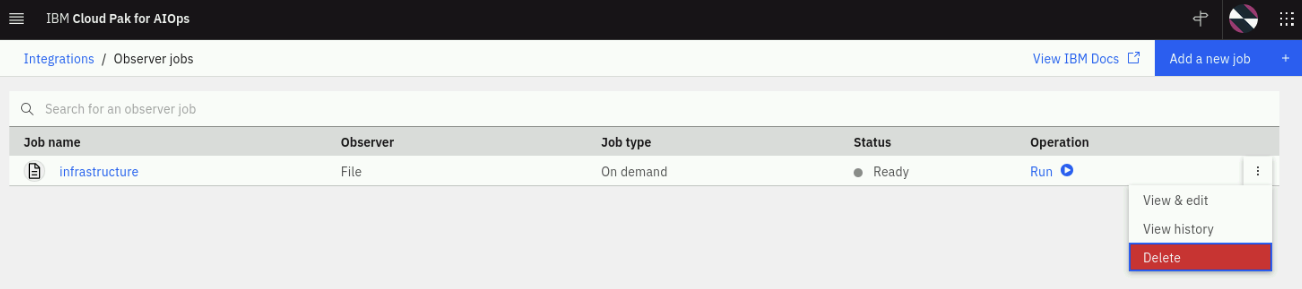 IBM Cloud Pak for AIOps
Integrations / Observer jobs View IBM Docs Add a new job +
Search for an observer job
Job name Observer Job type Status Operation
infrastructure File On demand Ready Run
View & edit
View history
Delete